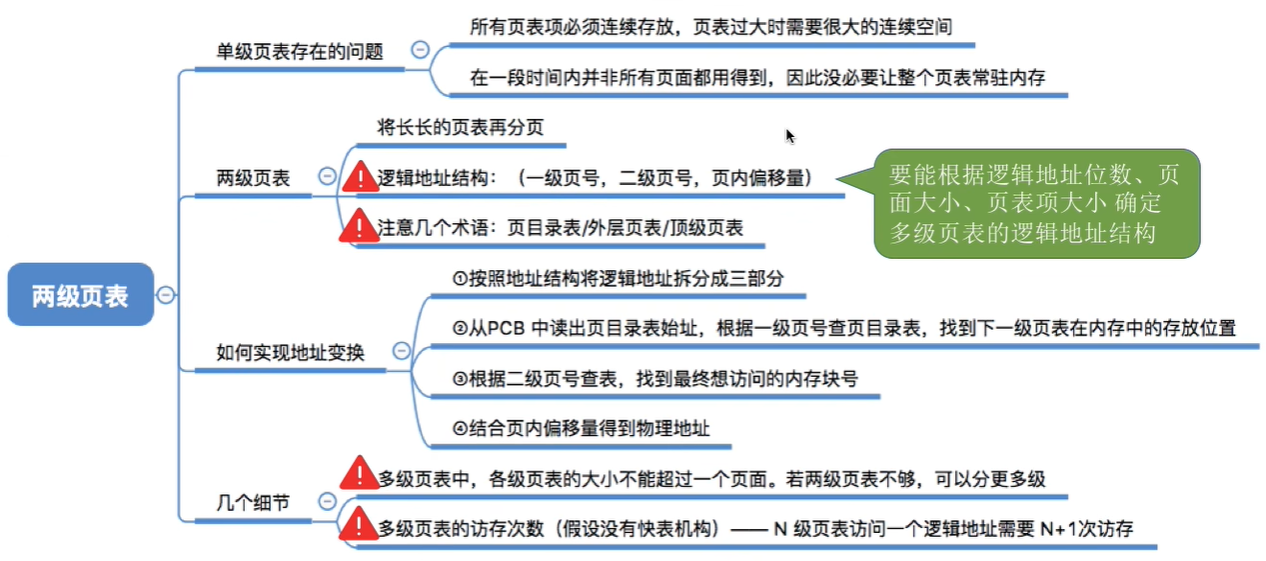 单级页表存在的问题
所有页表项必须连续存放，页表过大时需要很大的连续空间
在一段时间内并非所有页面都用得到，因此没必要让整个页表常驻内存
两级页表
将长长的页表再分页
逻辑地址结构：（一级页号，二级页号，页内偏移量）
要能根据逻辑地址位数、页
面大小、页表项大小 确定
多级页表的逻辑地址结构
注意几个术语：页目录表/外层页表/顶级页表
两级页表
如何实现地址变换
①按照地址结构将逻辑地址拆分成三部分
②从PCB 中读出页目录表始址，根据一级页号查页目录表，找到下一级页表在内存中的存放位置
③根据二级页号查表，找到最终想访问的内存块号
④结合页内偏移量得到物理地址
几个细节
多级页表中，各级页表的大小不能超过一个页面。若两级页表不够，可以分更多级
多级页表的访存次数（假设没有快表机构）—— N 级页表访问一个逻辑地址需要 N+1次访存